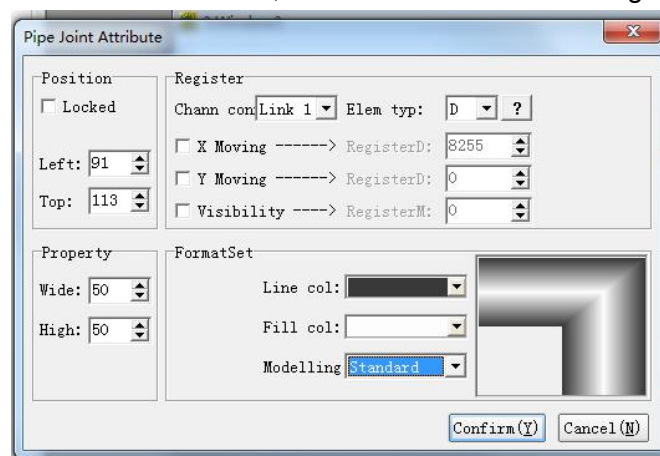 Pipe Joint Attribute
Position
Locked
Left: 91
Top: 113
Register
Chann con Link 1 Elem typ: D ?
X Moving ------> RegisterD: 8255
Y Moving ------> RegisterD: 0
Visibility ----> RegisterM: 0
Property
Wide: 50
High: 50
FormatSet
Line col:
Fill col:
Modelling Standard
Confirm(Y) Cancel(N)